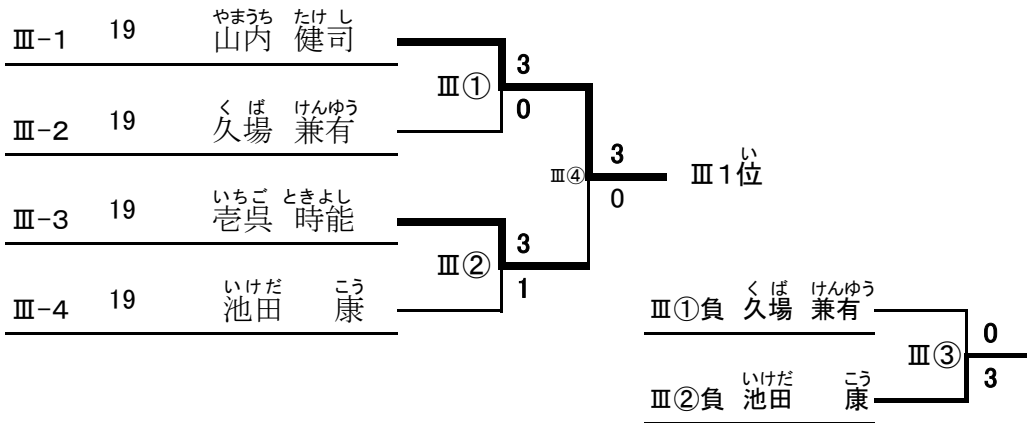 やまうち たけし
Ⅲ-1 19 山内 健司
3
Ⅲ①
0
くば けんゆう
Ⅲ-2 19 久場 兼有
3
Ⅲ④ Ⅲ1位
い
0
いちご ときよし
Ⅲ-3 19 壱呉 時能
3
Ⅲ②
1
いけだ こう
Ⅲ-4 19 池田 康
くば けんゆう
Ⅲ①負 久場 兼有
0
Ⅲ③
3
いけだ こう
Ⅲ②負 池田 康